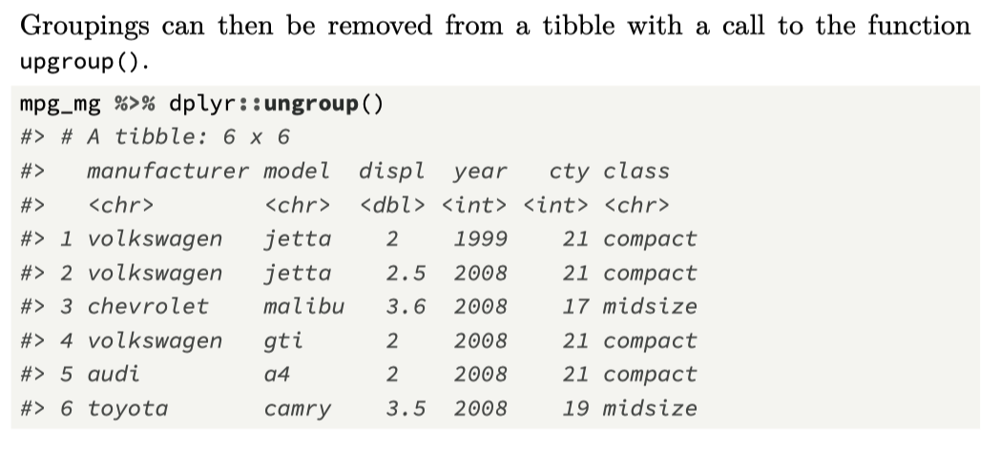 Groupings can then be removed from a tibble with a call to the function
upgroup().
mpg_mg %>% dplyr::ungroup()
#> # A tibble: 6 x 6
#>   manufacturer model  displ  year   cty class
#>   <chr>        <chr>  <dbl> <int> <int> <chr>
#> 1 volkswagen   jetta    2    1999    21 compact
#> 2 volkswagen   jetta    2.5  2008    21 compact
#> 3 chevrolet    malibu   3.6  2008    17 midsize
#> 4 volkswagen   gti      2    2008    21 compact
#> 5 audi         a4       2    2008    21 compact
#> 6 toyota       camry    3.5  2008    19 midsize